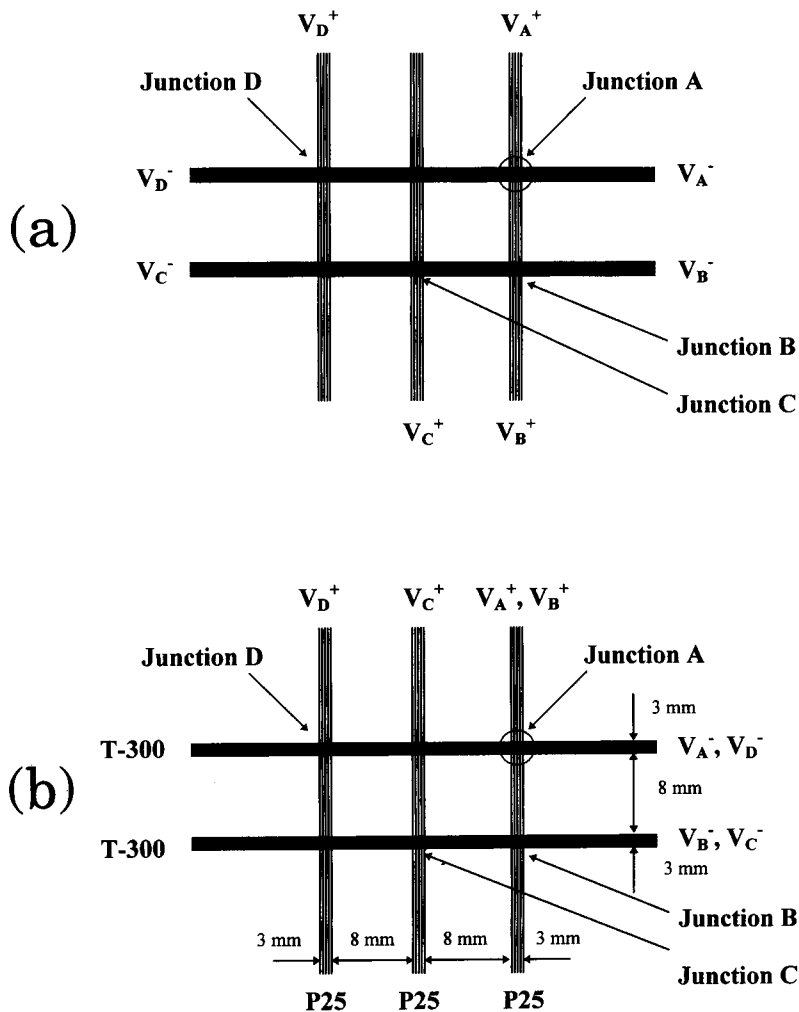 V_D^+ V_A^+
Junction D Junction A
V_D^- V_A^-
(a)
V_C^- V_B^-
Junction B
Junction C
V_C^+ V_B^+
V_D^+ V_C^+ V_A^+, V_B^+
Junction D Junction A
3 mm
T-300 V_A^-, V_D^-
(b)
8 mm
T-300 V_B^-, V_C^-
3 mm
Junction B
3 mm 8 mm 8 mm 3 mm
Junction C
P25 P25 P25